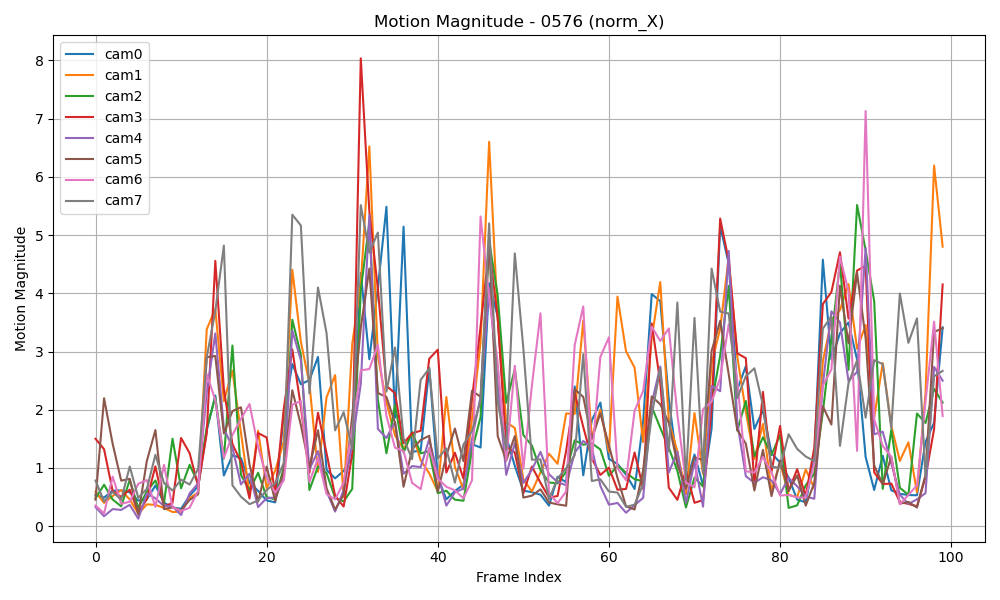 Motion Magnitude - 0576 (norm_X)
cam0
cam1
cam2
cam3
cam4
cam5
cam6
cam7
8
7
6
5
4
3
2
1
0
Motion Magnitude
0 20 40 60 80 100
Frame Index